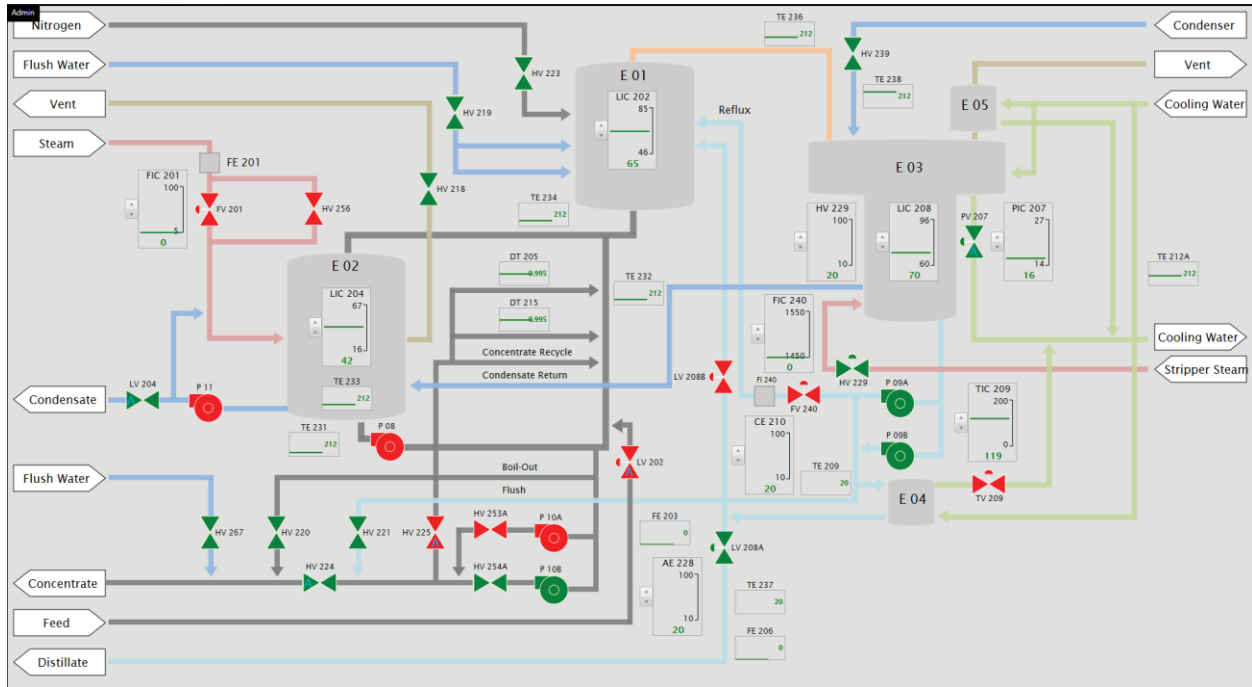 Admin
Nitrogen
Flush Water
Vent
Steam
Condensate
Flush Water
Concentrate
Feed
Distillate
Condenser
Vent
Cooling Water
Cooling Water
Stripper Steam
HV 223
HV 219
HV 218
FE 201
FIC 201
100
5
0
FV 201
HV 256
E 01
LIC 202
85
46
65
TE 236
212
HV 239
TE 238
212
Reflux
E 05
E 03
TE 234
212
E 02
LIC 204
67
16
42
TE 233
212
DT 205
0.995
DT 215
0.995
TE 232
212
HV 229
100
10
20
LIC 208
96
60
70
PV 207
PIC 207
27
14
16
TE 212A
212
Concentrate Recycle
Condensate Return
FIC 240
1550
1450
0
LV 204
P 11
TE 231
212
P 08
LV 208B
FI 240
FV 240
HV 229
P 09A
P 09B
TIC 209
200
0
119
CE 210
100
10
20
TE 209
20
E 04
TV 209
LV 202
Boil-Out
Flush
HV 267
HV 220
HV 221
HV 225
HV 253A
P 10A
HV 224
HV 254A
P 10B
FE 203
0
AE 228
100
10
20
LV 208A
TE 237
20
FE 206
0